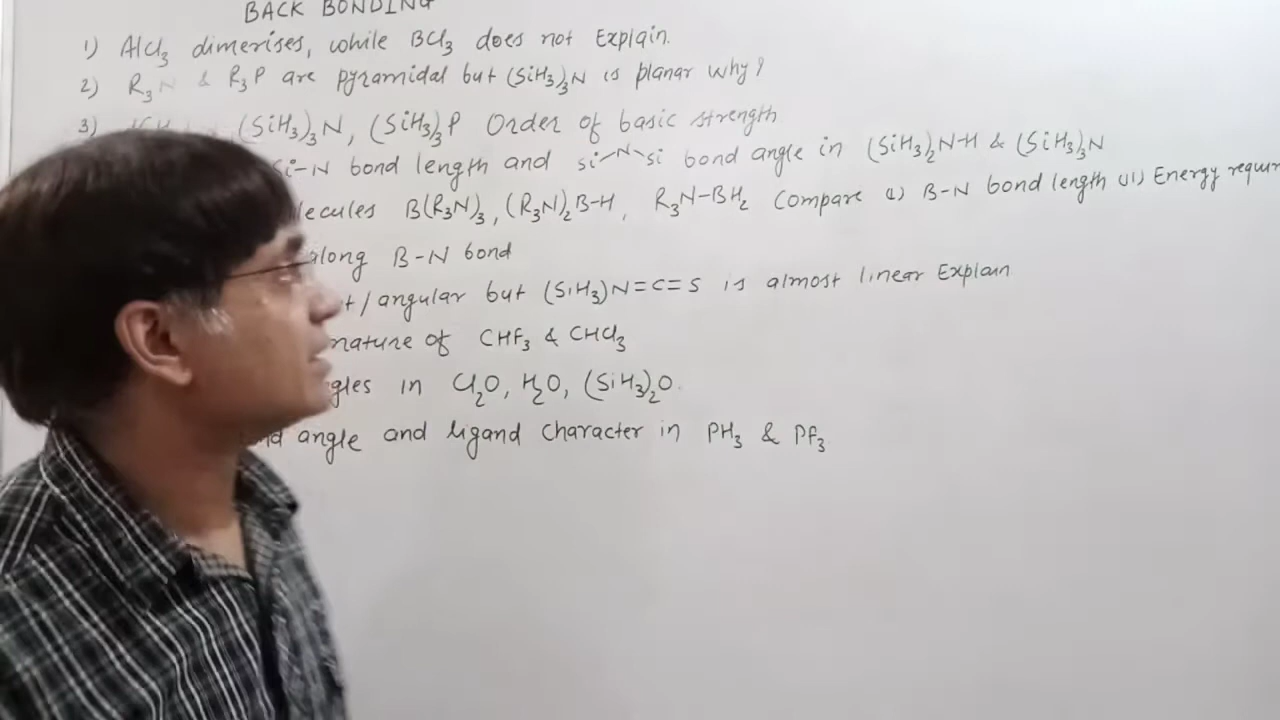 BACK BONDING
1) AlCl₃ dimerises, while BCl₃ does not Explain.
2) R₃N & R₃P are pyramidal but (SiH₃)₃N is planar why?
3) (SiH₃)₃N, (SiH₃)₃P Order of basic strength
Si-N bond length and Si-N-Si bond angle in (SiH₃)₂N-H & (SiH₃)₃N
lecules B(R₃N)₃, (R₃N)₂B-H, R₃N-BH₂ Compare (i) B-N bond length (ii) Energy requir
along B-N bond
t/angular but (SiH₃)N=C=S is almost linear Explain
nature of CHF₃ & CHCl₃
gles in Cl₂O, H₂O, (SiH₃)₂O.
nd angle and ligand character in PH₃ & PF₃